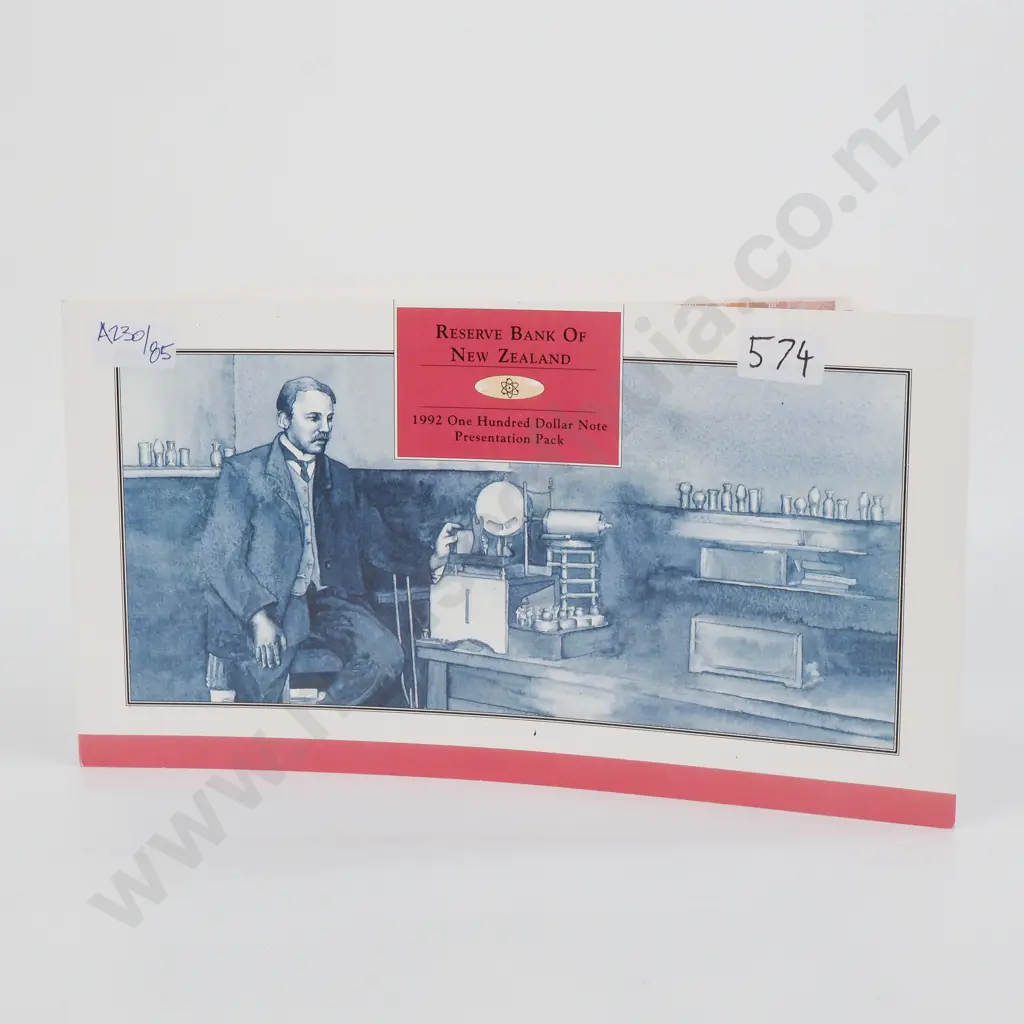 A230/85
574
RESERVE BANK OF
NEW ZEALAND
1992 One Hundred Dollar Note
Presentation Pack